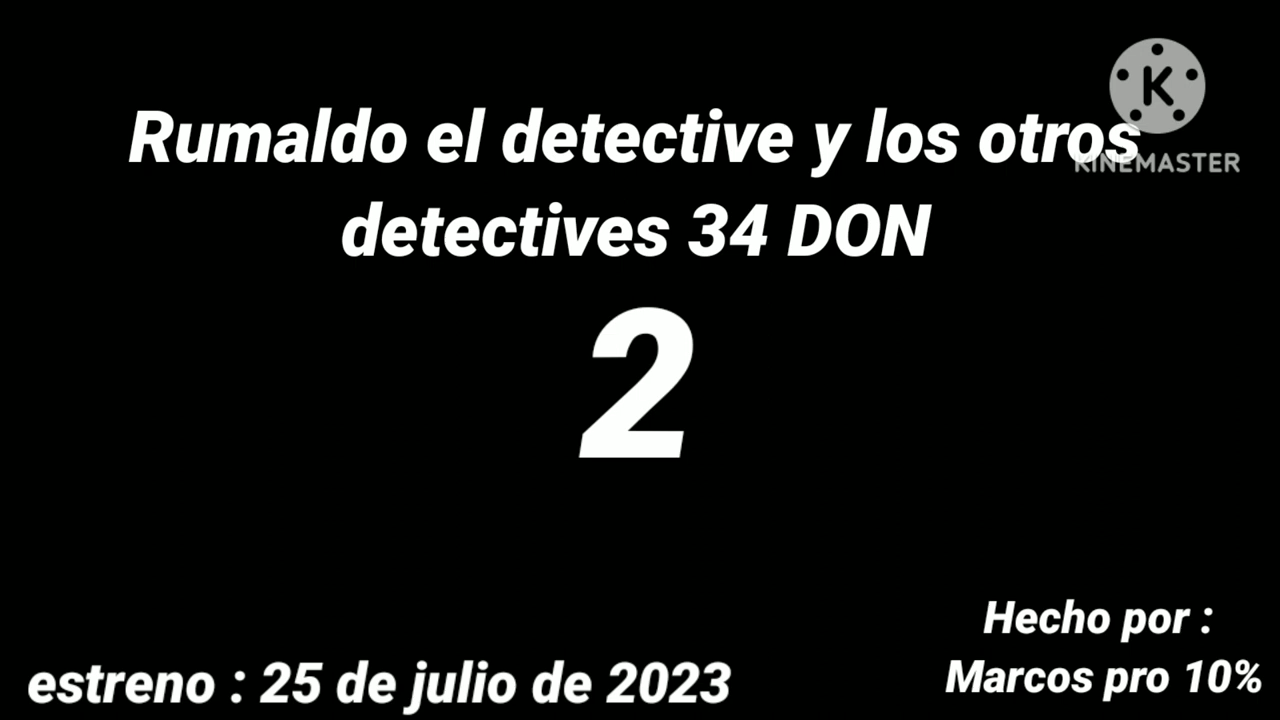 Rumaldo el detective y los otros
detectives 34 DON
2
K
KINEMASTER
Hecho por :
Marcos pro 10%
estreno : 25 de julio de 2023